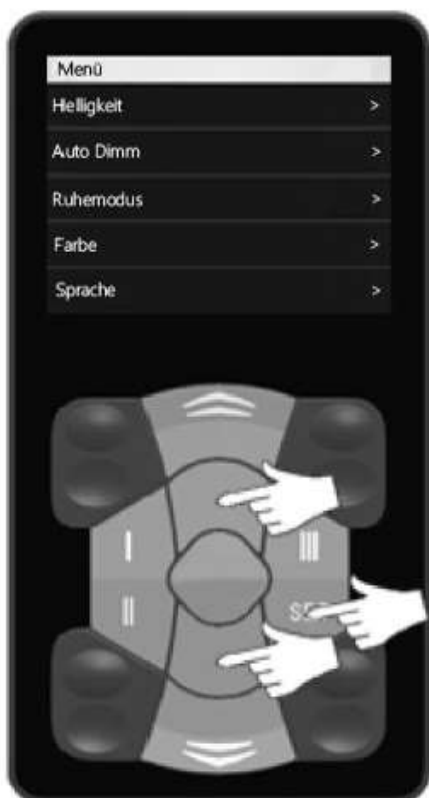 Menü
Helligkeit >
Auto Dimm >
Ruhemodus >
Farbe >
Sprache >
I
III
II